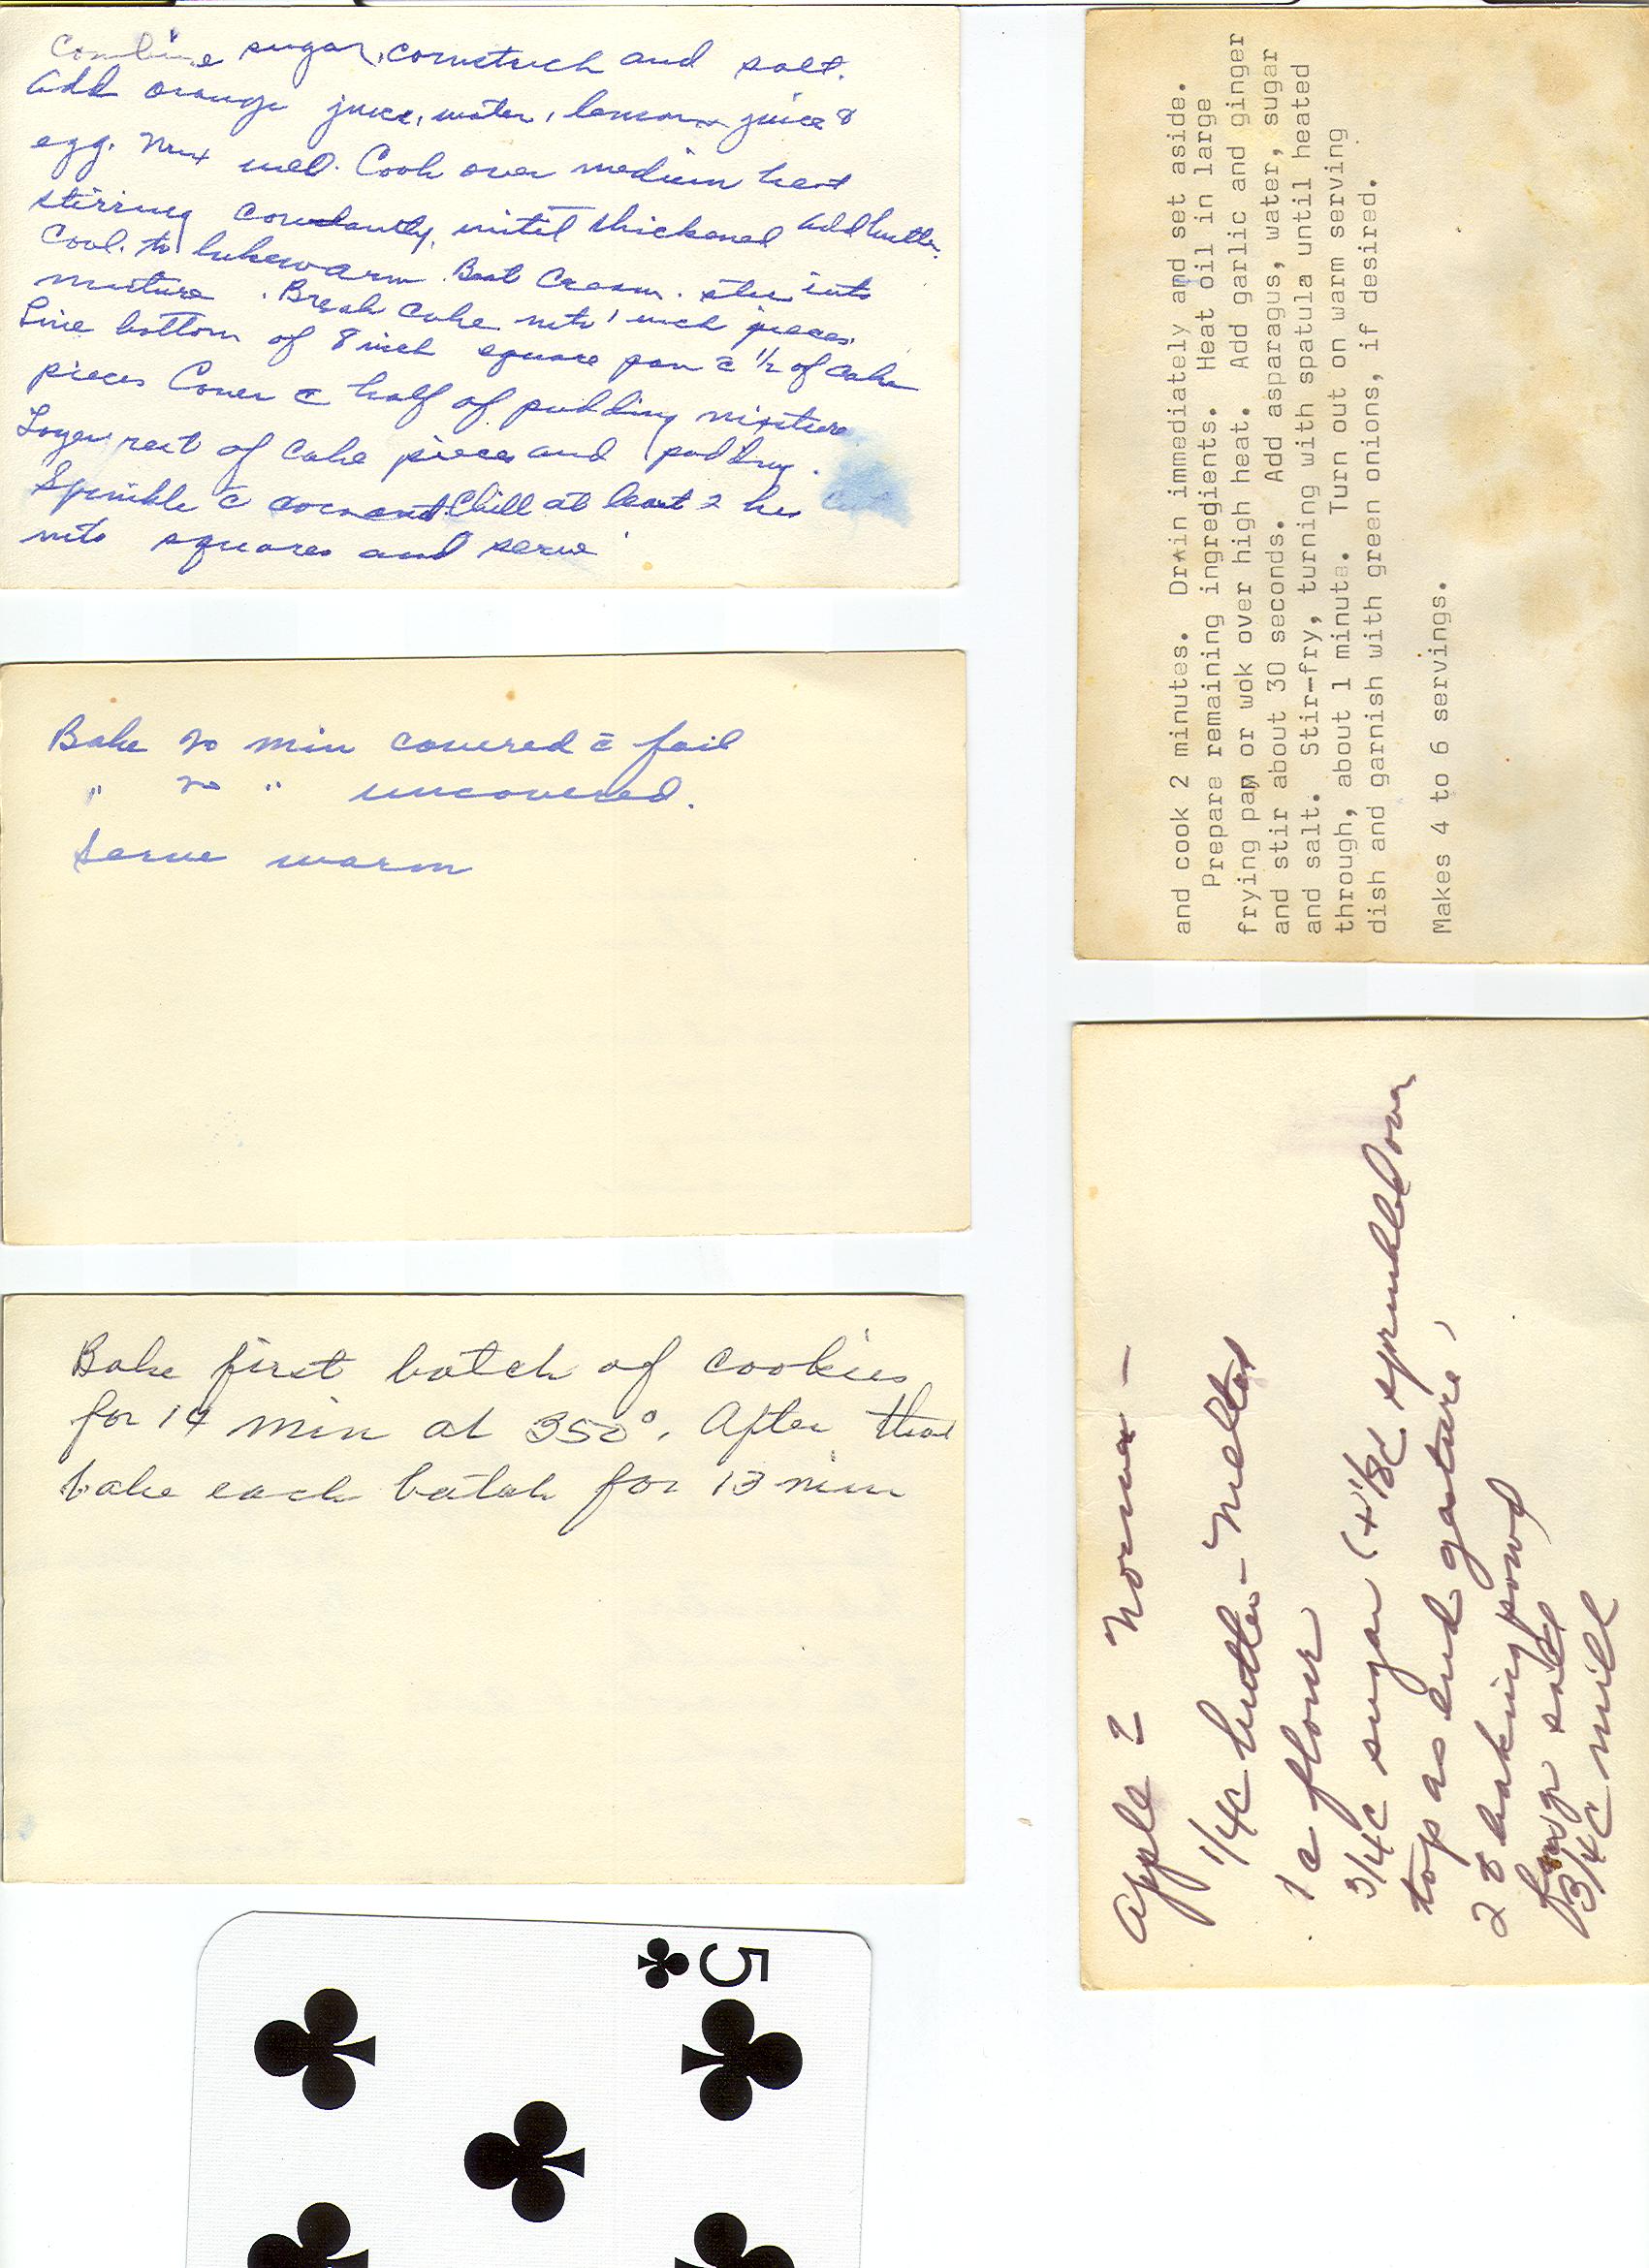 Combine sugar, cornstrch and salt.
Add orange juice, water, lemon juice &
egg. Mix well. Cook over medium heat
stirring constantly, until thickened add butter.
Cool. to lukewarm. Beat Cream. stir into
mixture. Break Cake into 1 inch pieces.
Line bottom of 8 inch square pan c̄ 1/2 of cake
pieces Cover c̄ half of pudding mixture
Layer rest of cake pieces and pudding.
Sprinkle c̄ Chill at least 2 hrs Cut
into squares and serve
Bake 20 min covered c̄ foil
" 20 " uncovered.
Serve warm
Bake first batch of cookies
for 14 min at 350°. After that
bake each batch for 13 min
5
and cook 2 minutes. Drain immediately and set aside.
Prepare remaining ingredients. Heat oil in large
frying pan or wok over high heat. Add garlic and ginger
and stir about 30 seconds. Add asparagus, water, sugar
and salt. Stir-fry, turning with spatula until heated
through, about 1 minute. Turn out on warm serving
dish and garnish with green onions, if desired.
Makes 4 to 6 servings.
Apple 2 Norma -
1/4c butter - Melted
1 c flour
3/4c sugar (+ 1/8c sprinkled over
top as end gesture)
2 baking powd
salt
3/4c milk